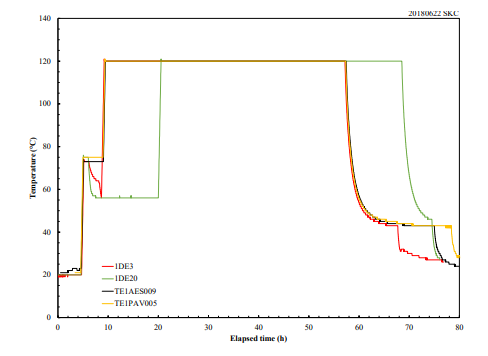 20180622 SKC
140
120
100
80
60
40
20
0
Temperature (°C)
1DE3
1DE20
TE1AES009
TE1PAV005
0 10 20 30 40 50 60 70 80
Elapsed time (h)